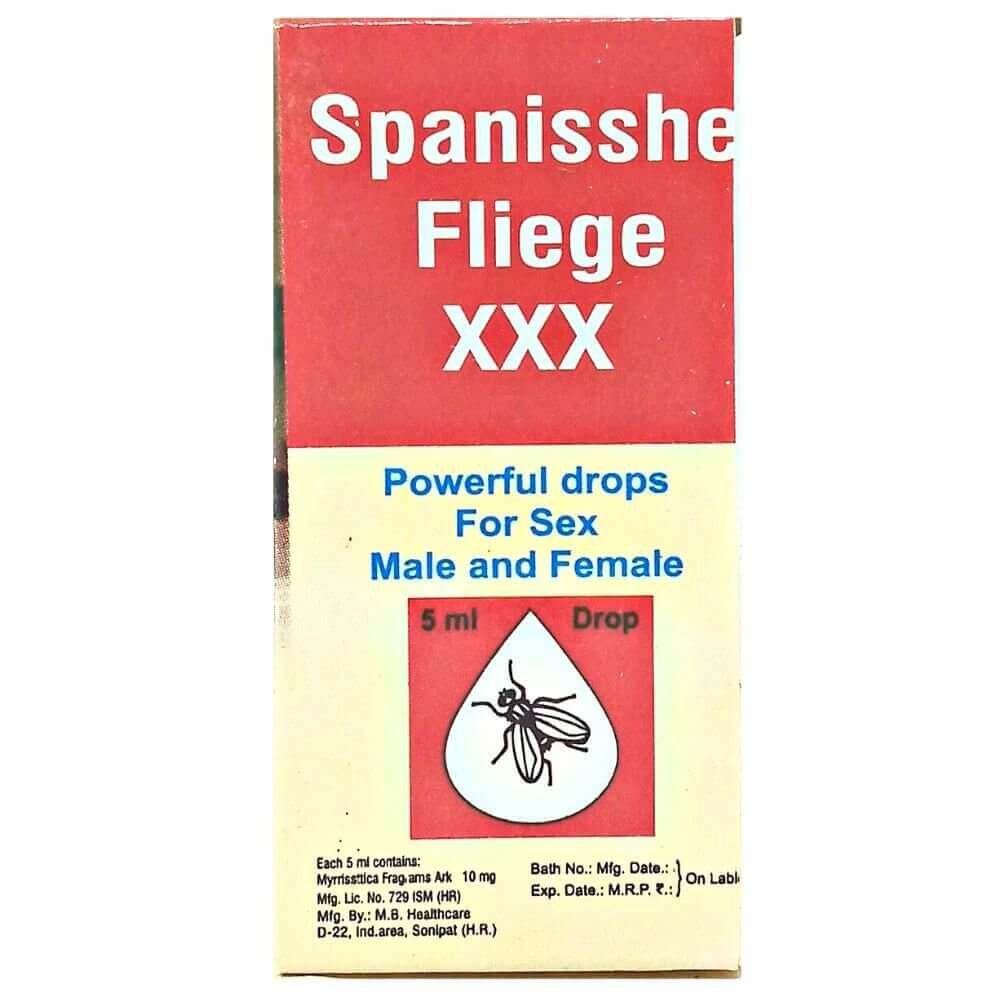 Spanisshe
Fliege
XXX
Powerful drops
For Sex
Male and Female
5 ml Drop
Each 5 ml contains:
Myrrissttica Fragrams Ark 10 mg
Mfg. Lic. No. 729 ISM (HR)
Mfg. By.: M.B. Healthcare
D-22, Ind.area, Sonipat (H.R.)
Bath No.: Mfg. Date.:
Exp. Date.: M.R.P. ₹.:
} On Labl